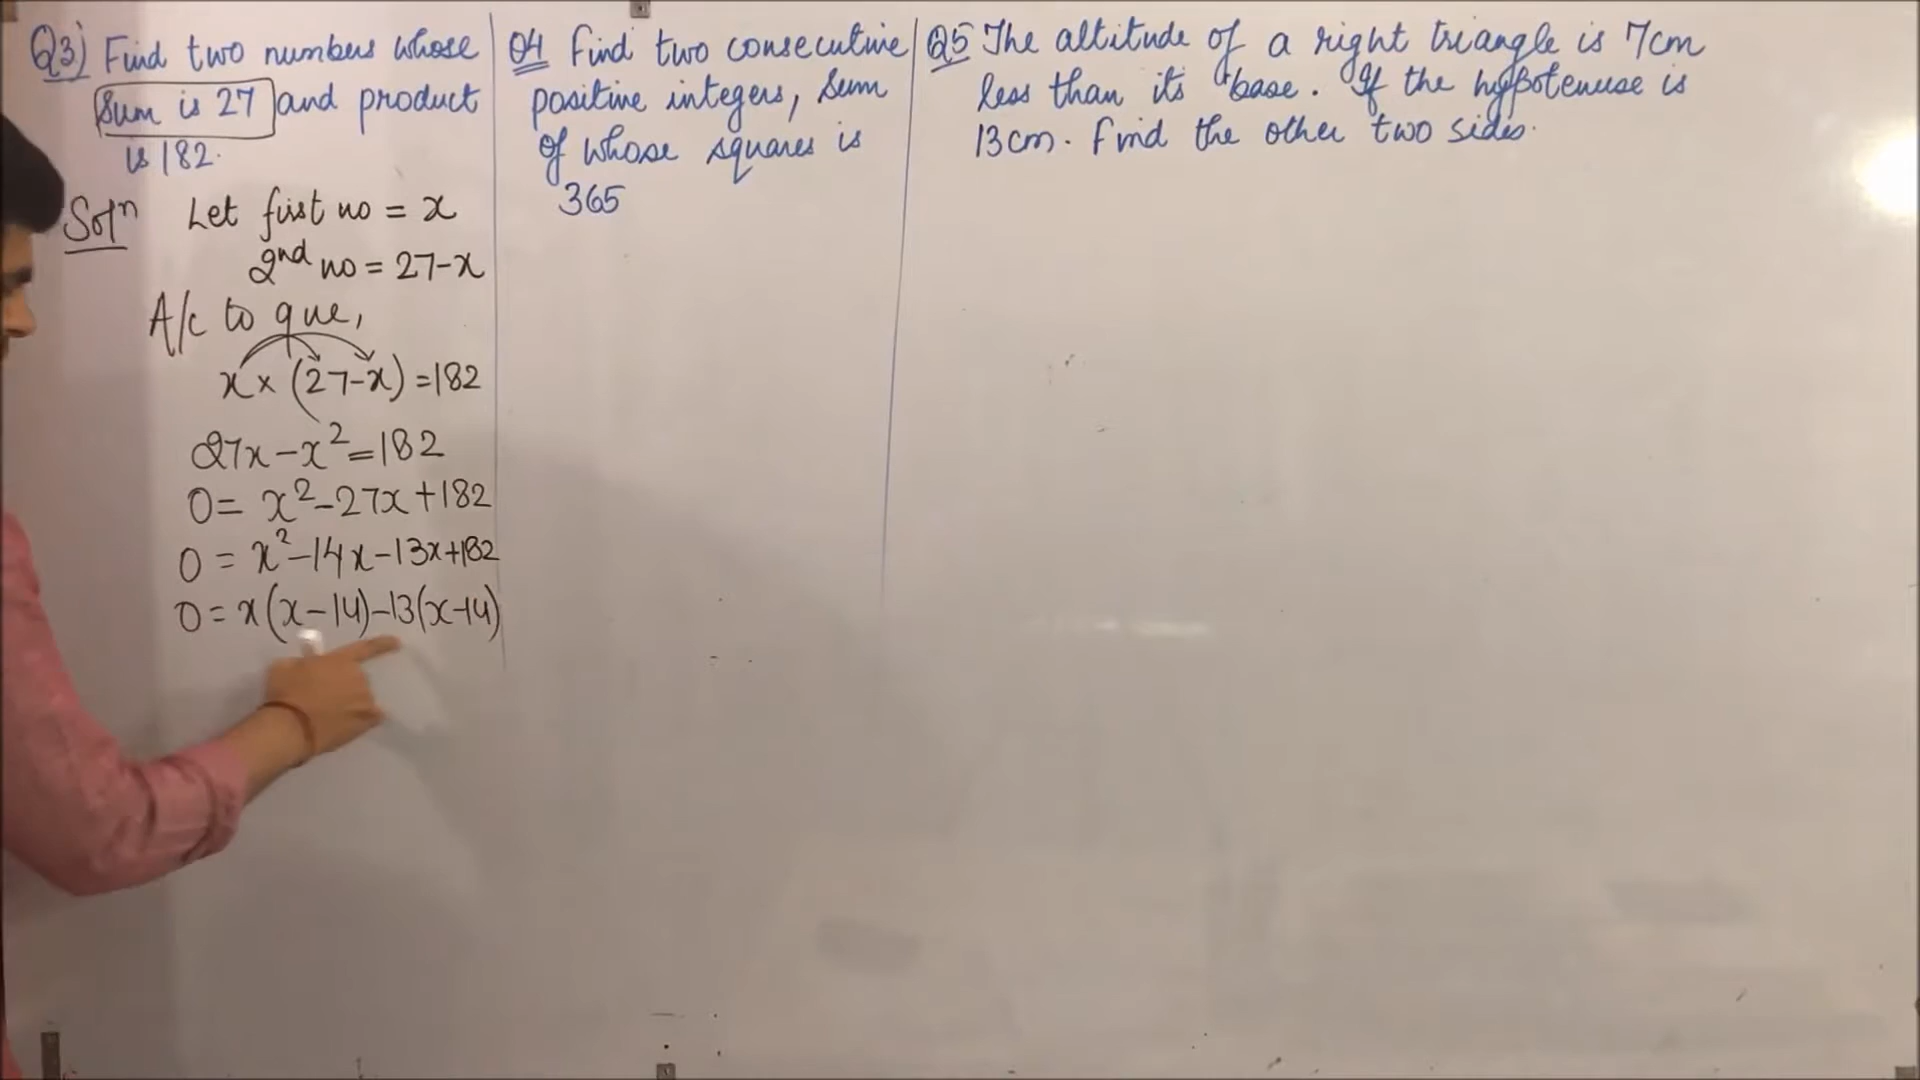 Q3) Find two numbers whose
sum is 27 and product
is 182.
Solⁿ Let first no = x
2nd no = 27-x
A/c to que,
x × (27-x) = 182
27x - x² = 182
0 = x² - 27x + 182
0 = x² - 14x - 13x + 182
0 = x(x-14) - 13(x-14)
Q4 Find two consecutive
positive integers, sum
of whose squares is
365
Q5 The altitude of a right triangle is 7cm
less than its base. If the hypotenuse is
13cm. Find the other two sides.